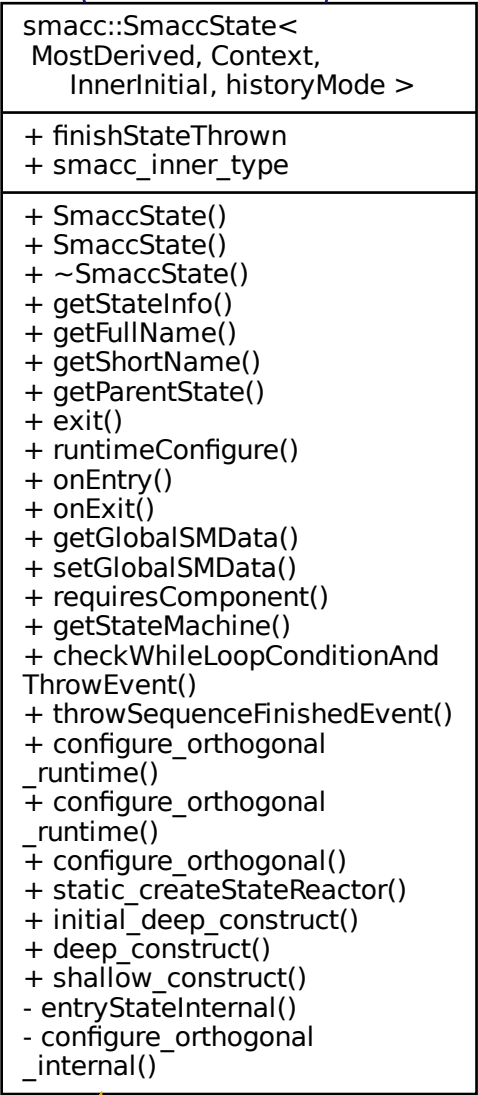 smacc::SmaccState<
MostDerived, Context,
InnerInitial, historyMode >
+ finishStateThrown
+ smacc_inner_type
+ SmaccState()
+ SmaccState()
+ ~SmaccState()
+ getStateInfo()
+ getFullName()
+ getShortName()
+ getParentState()
+ exit()
+ runtimeConfigure()
+ onEntry()
+ onExit()
+ getGlobalSMData()
+ setGlobalSMData()
+ requiresComponent()
+ getStateMachine()
+ checkWhileLoopConditionAnd
ThrowEvent()
+ throwSequenceFinishedEvent()
+ configure_orthogonal
_runtime()
+ configure_orthogonal
_runtime()
+ configure_orthogonal()
+ static_createStateReactor()
+ initial_deep_construct()
+ deep_construct()
+ shallow_construct()
- entryStateInternal()
- configure_orthogonal
_internal()